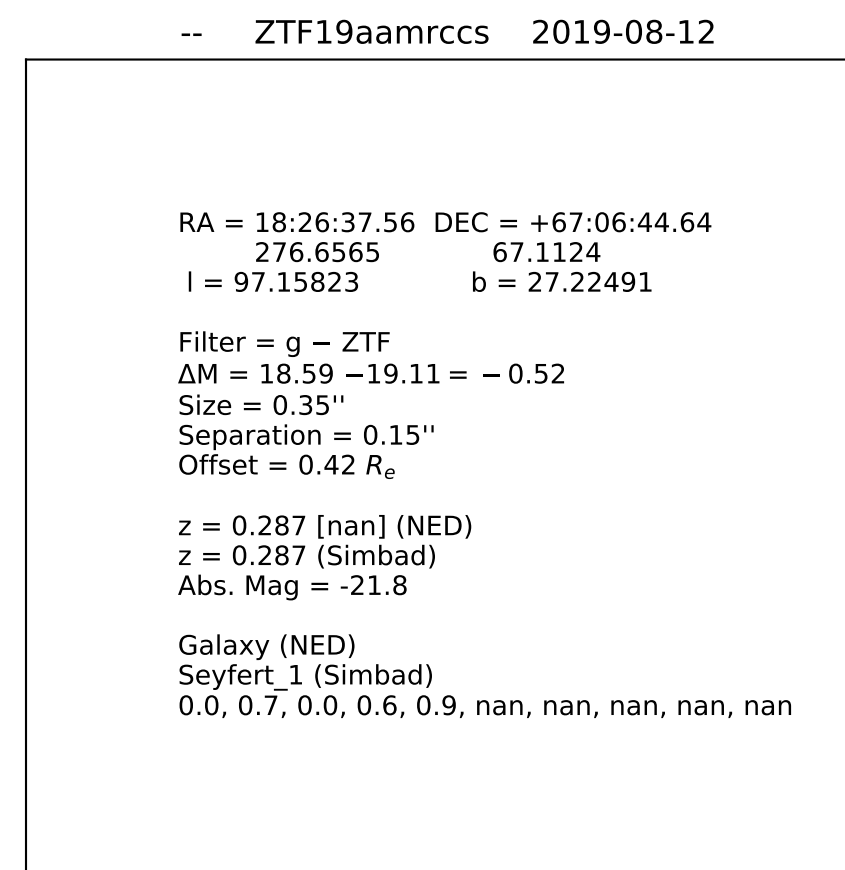 -- ZTF19aamrccs 2019-08-12
RA = 18:26:37.56 DEC = +67:06:44.64
276.6565 67.1124
l = 97.15823 b = 27.22491
Filter = g − ZTF
ΔM = 18.59 −19.11 = −0.52
Size = 0.35''
Separation = 0.15''
Offset = 0.42 Rₑ
z = 0.287 [nan] (NED)
z = 0.287 (Simbad)
Abs. Mag = -21.8
Galaxy (NED)
Seyfert_1 (Simbad)
0.0, 0.7, 0.0, 0.6, 0.9, nan, nan, nan, nan, nan